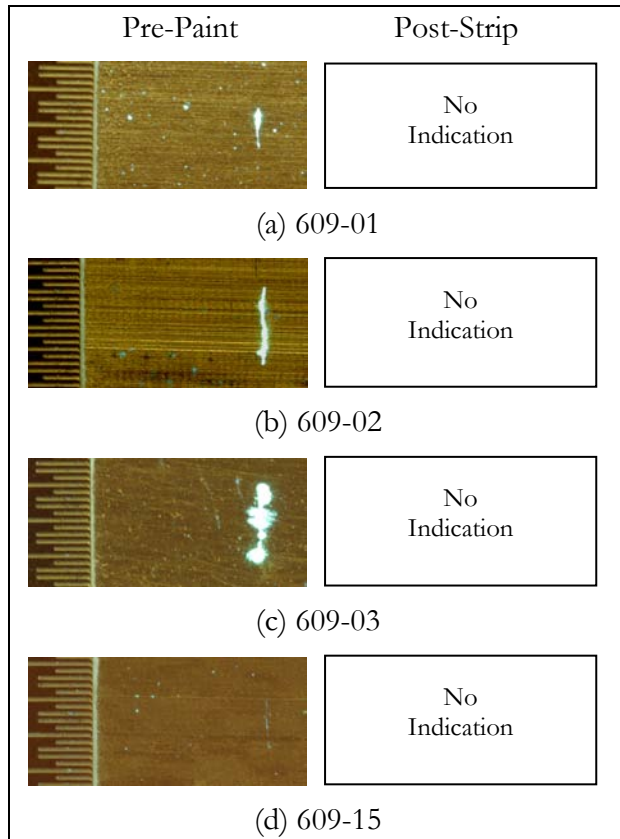 Pre-Paint Post-Strip
No
Indication
(a) 609-01
No
Indication
(b) 609-02
No
Indication
(c) 609-03
No
Indication
(d) 609-15